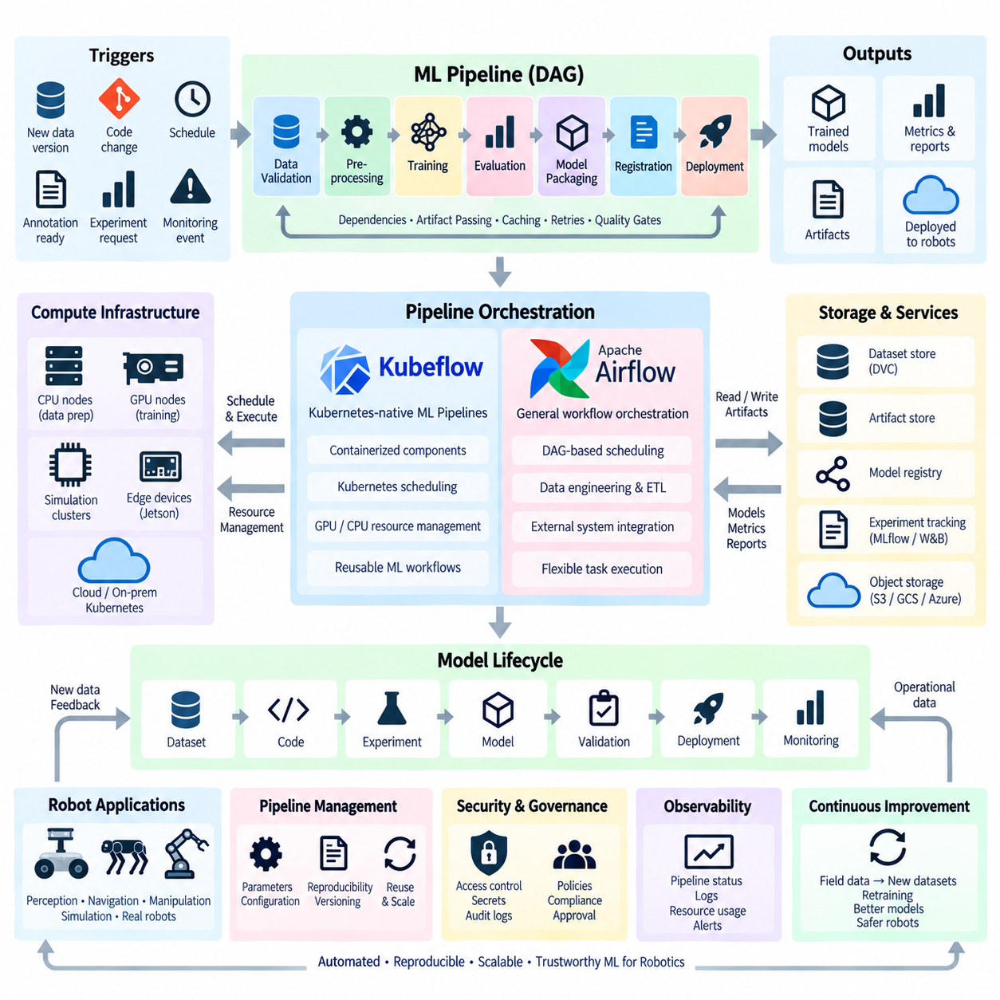 Triggers
New data
version
Code
change
Schedule
Annotation
ready
Experiment
request
Monitoring
event
ML Pipeline (DAG)
Data
Validation
Pre-
processing
Training
Evaluation
Model
Packaging
Registration
Deployment
Dependencies • Artifact Passing • Caching • Retries • Quality Gates
Outputs
Trained
models
Metrics &
reports
Artifacts
Deployed
to robots
Compute Infrastructure
CPU nodes
(data prep)
GPU nodes
(training)
Simulation
clusters
Edge devices
(Jetson)
Cloud / On-prem
Kubernetes
Schedule
& Execute
Resource
Management
Pipeline Orchestration
Kubeflow
Kubernetes-native ML Pipelines
Containerized components
Kubernetes scheduling
GPU / CPU resource management
Reusable ML workflows
Apache
Airflow
General workflow orchestration
DAG-based scheduling
Data engineering & ETL
External system integration
Flexible task execution
Read / Write
Artifacts
Models
Metrics
Reports
Storage & Services
Dataset store
(DVC)
Artifact store
Model registry
Experiment tracking
(MLflow / W&B)
Object storage
(S3 / GCS / Azure)
Model Lifecycle
New data
Feedback
Dataset
Code
Experiment
Model
Validation
Deployment
Monitoring
Operational
data
Robot Applications
Perception • Navigation • Manipulation
Simulation • Real robots
Pipeline Management
Parameters
Configuration
Reproducibility
Versioning
Reuse
& Scale
Security & Governance
Access control
Secrets
Audit logs
Policies
Compliance
Approval
Observability
Pipeline status
Logs
Resource usage
Alerts
Continuous Improvement
Field data → New datasets
Retraining
Better models
Safer robots
Automated • Reproducible • Scalable • Trustworthy ML for Robotics